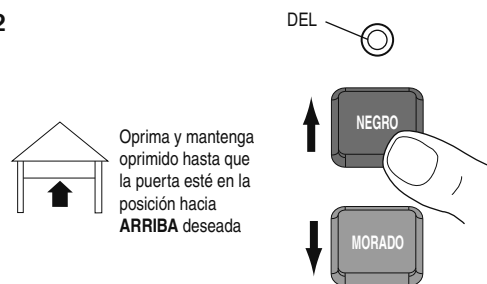 2
DEL
NEGRO
Oprima y mantenga
oprimido hasta que
la puerta esté en la
posición hacia
ARRIBA deseada
MORADO